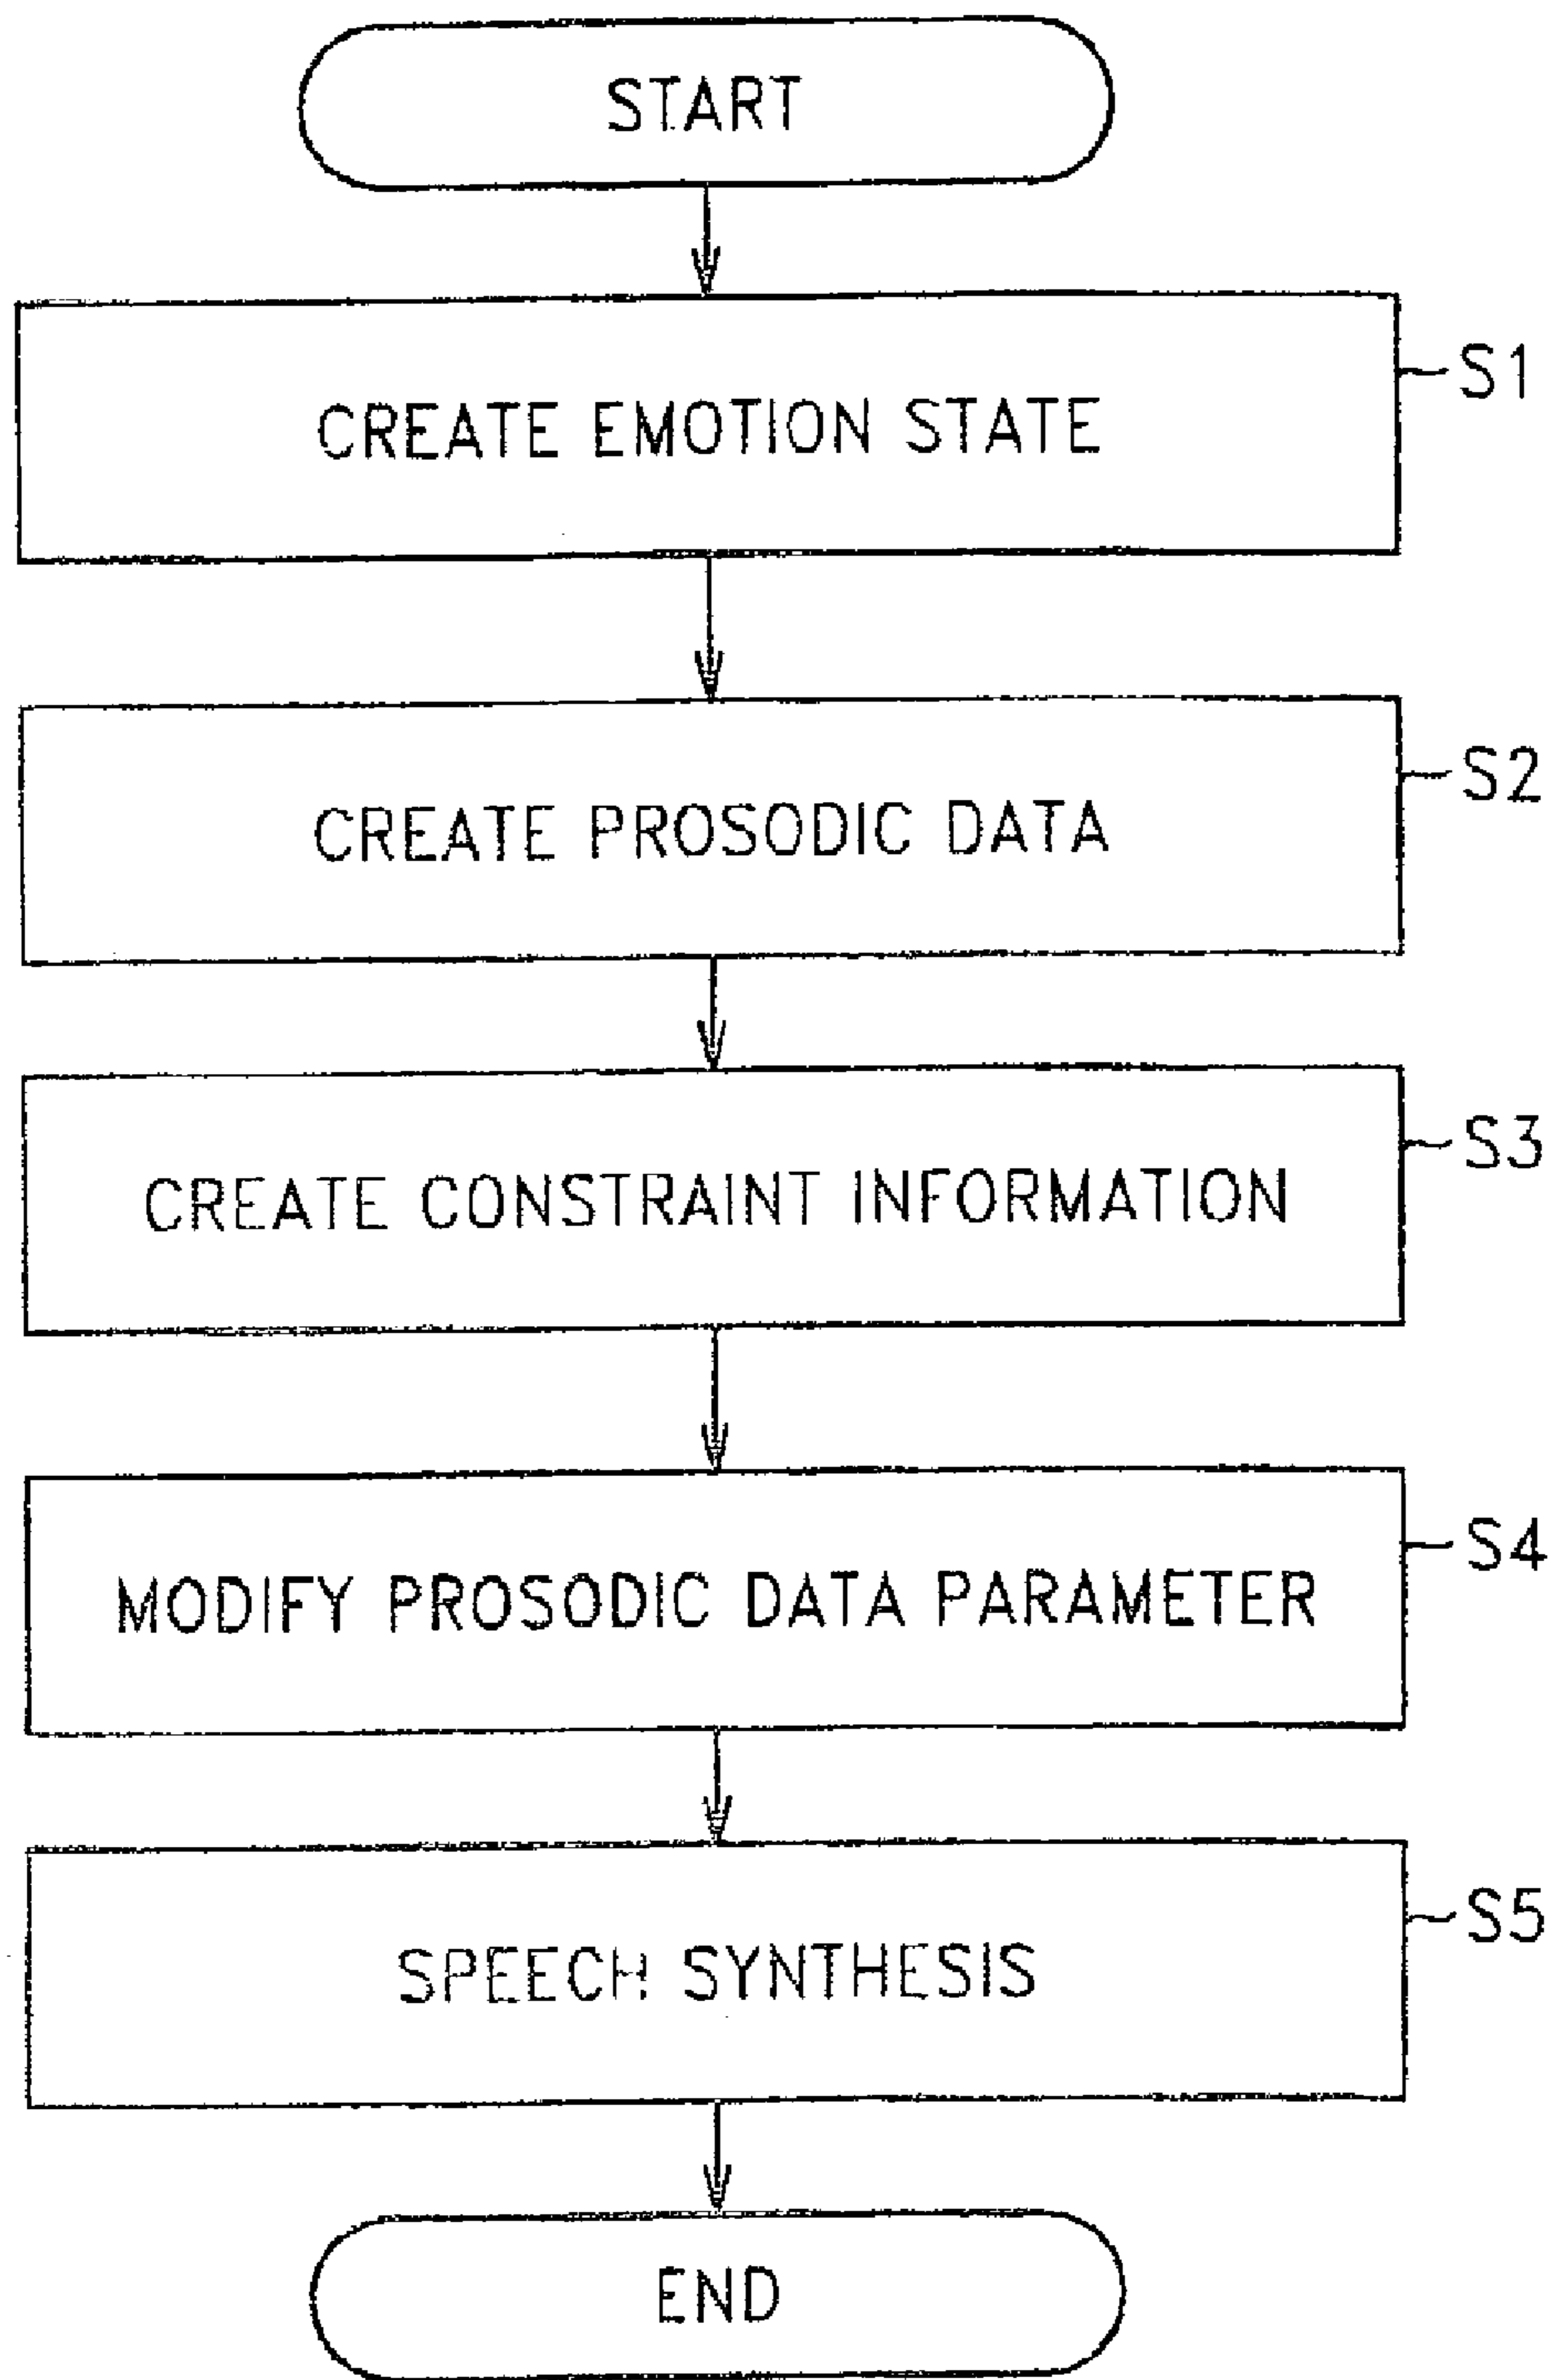 START
CREATE EMOTION STATE
S1
CREATE PROSODIC DATA
S2
CREATE CONSTRAINT INFORMATION
S3
MODIFY PROSODIC DATA PARAMETER
S4
SPEECH SYNTHESIS
S5
END